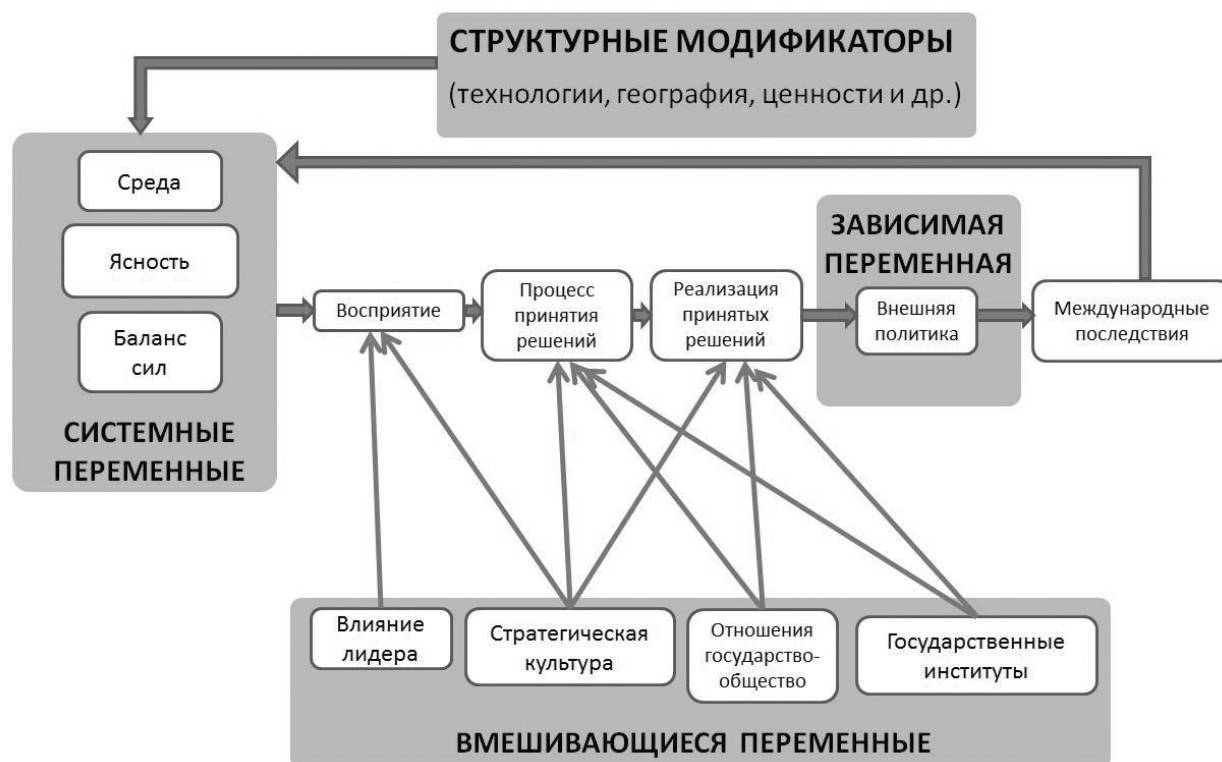 СТРУКТУРНЫЕ МОДИФИКАТОРЫ
(технологии, география, ценности и др.)
Среда
Ясность
Баланс
сил
СИСТЕМНЫЕ
ПЕРЕМЕННЫЕ
Восприятие
Процесс
принятия
решений
Реализация
принятых
решений
ЗАВИСИМАЯ
ПЕРЕМЕННАЯ
Внешняя
политика
Международные
последствия
Влияние
лидера
Стратегическая
культура
Отношения
государство-
общество
Государственные
институты
ВМЕШИВАЮЩИЕСЯ ПЕРЕМЕННЫЕ